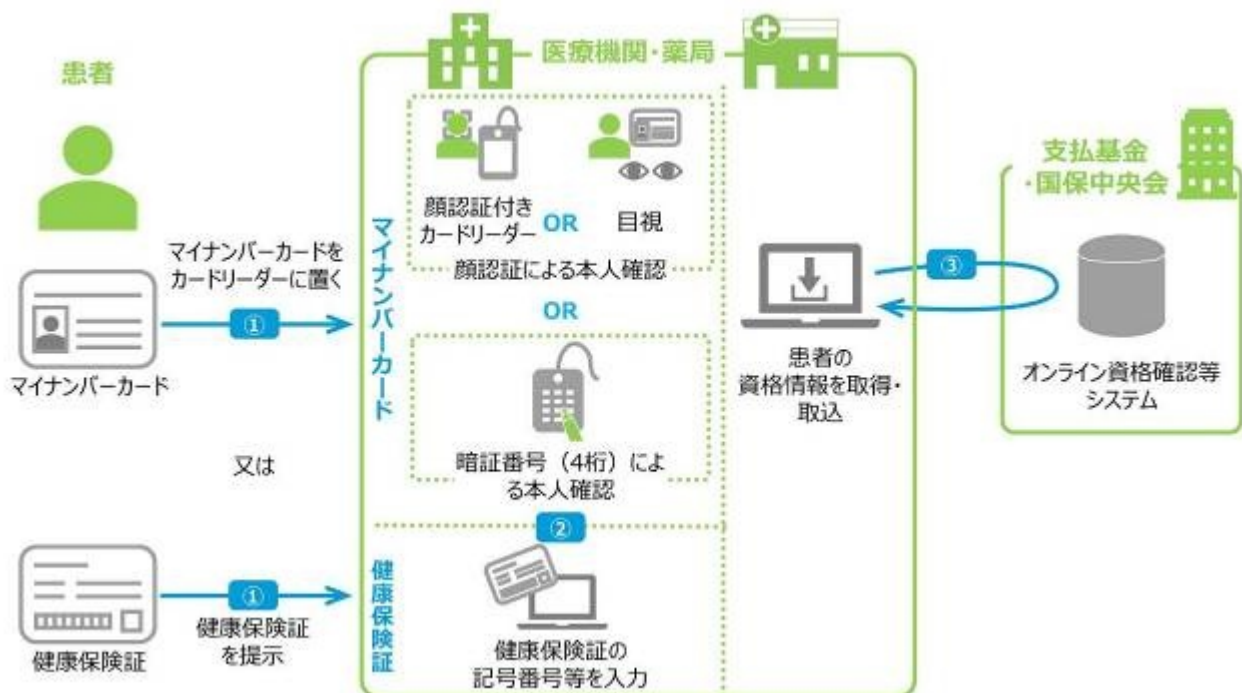 患者
マイナンバーカード
マイナンバーカードを
カードリーダーに置く
①
又は
健康保険証
①
健康保険証
を提示
医療機関・薬局
マイナンバーカード
顔認証付き
カードリーダー
OR
目視
顔認証による本人確認
OR
暗証番号（4桁）によ
る本人確認
②
健康保険証
健康保険証の
記号番号等を入力
患者の
資格情報を取得・
取込
③
支払基金
・国保中央会
オンライン資格確認等
システム